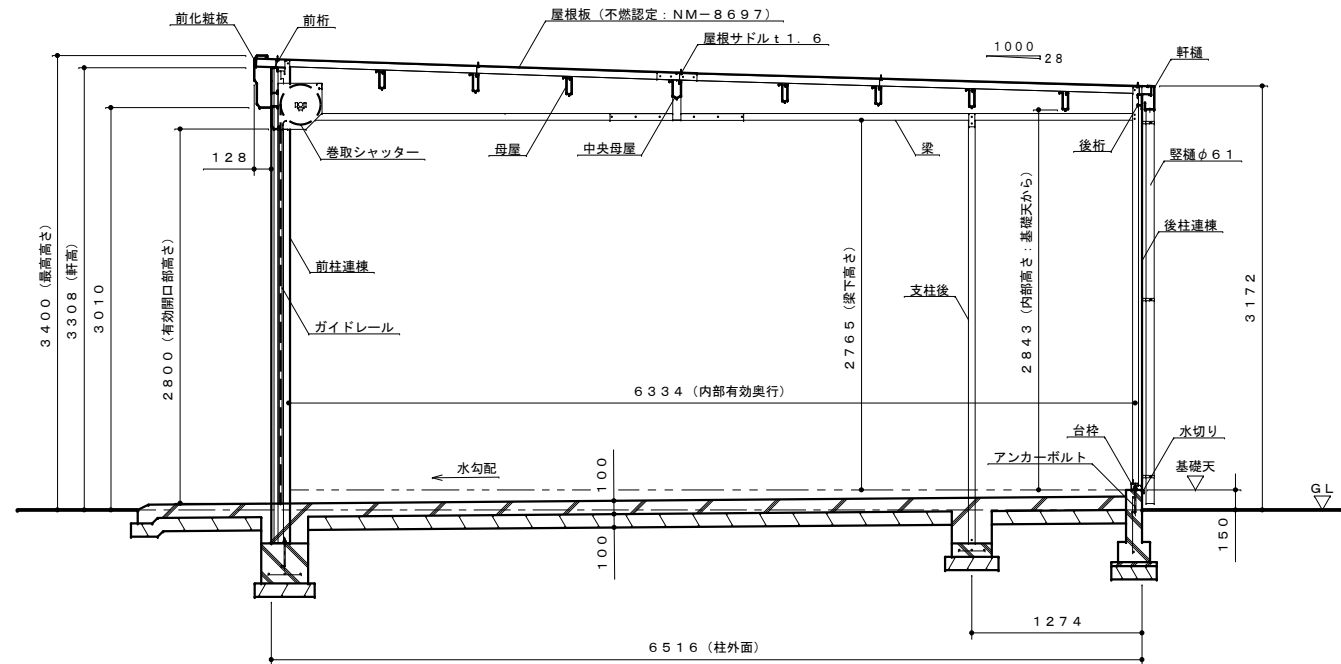 前化粧板
前桁
屋根板（不燃認定：ＮＭ－８６９７）
屋根サドルｔ１．６
１０００
２８
軒樋
巻取シャッター
母屋
中央母屋
梁
後桁
竪樋φ６１
１２８
３４００（最高高さ）
３３０８（軒高）
３０１０
２８００（有効開口部高さ）
前柱連棟
ガイドレール
２７６５（梁下高さ）
支柱後
２８４３（内部高さ：基礎天から）
後柱連棟
３１７２
６３３４（内部有効奥行）
水勾配
１００
１００
台枠
水切り
アンカーボルト
基礎天
ＧＬ
１５０
１２７４
６５１６（柱外面）